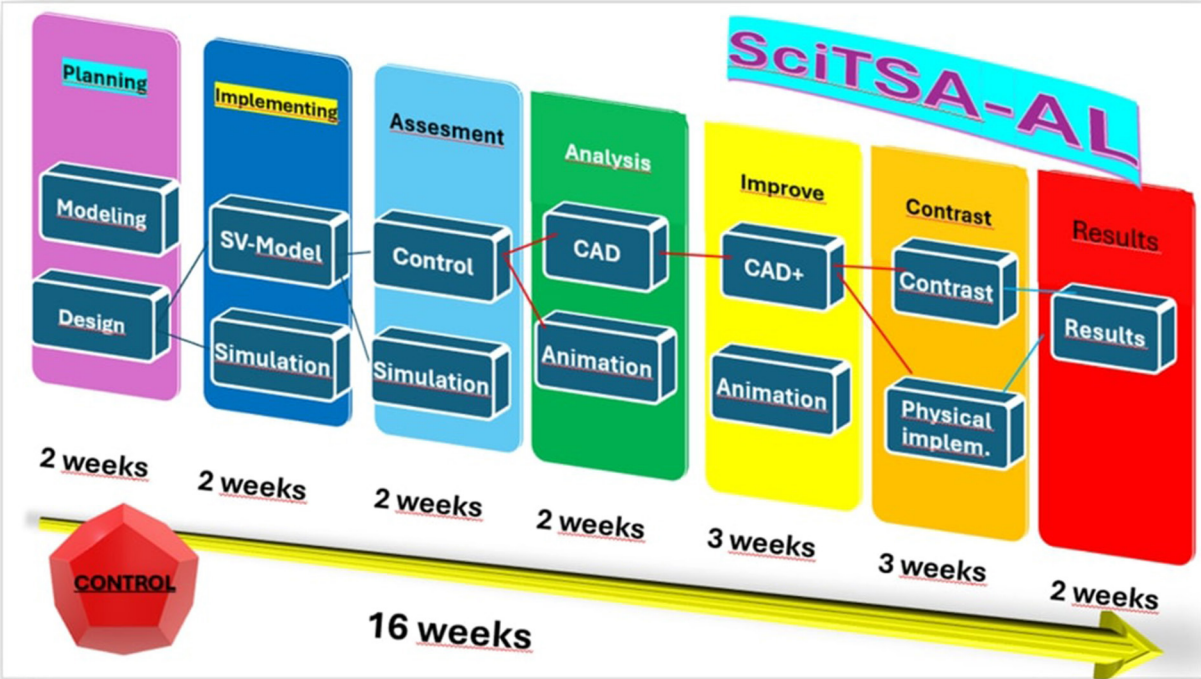 SciTSA-AL
Planning
Modeling
Design
Implementing
SV-Model
Simulation
Assesment
Control
Simulation
Analysis
CAD
Animation
Improve
CAD+
Animation
Contrast
Contrast
Physical
implem.
Results
Results
2 weeks
2 weeks
2 weeks
2 weeks
3 weeks
3 weeks
2 weeks
CONTROL
16 weeks